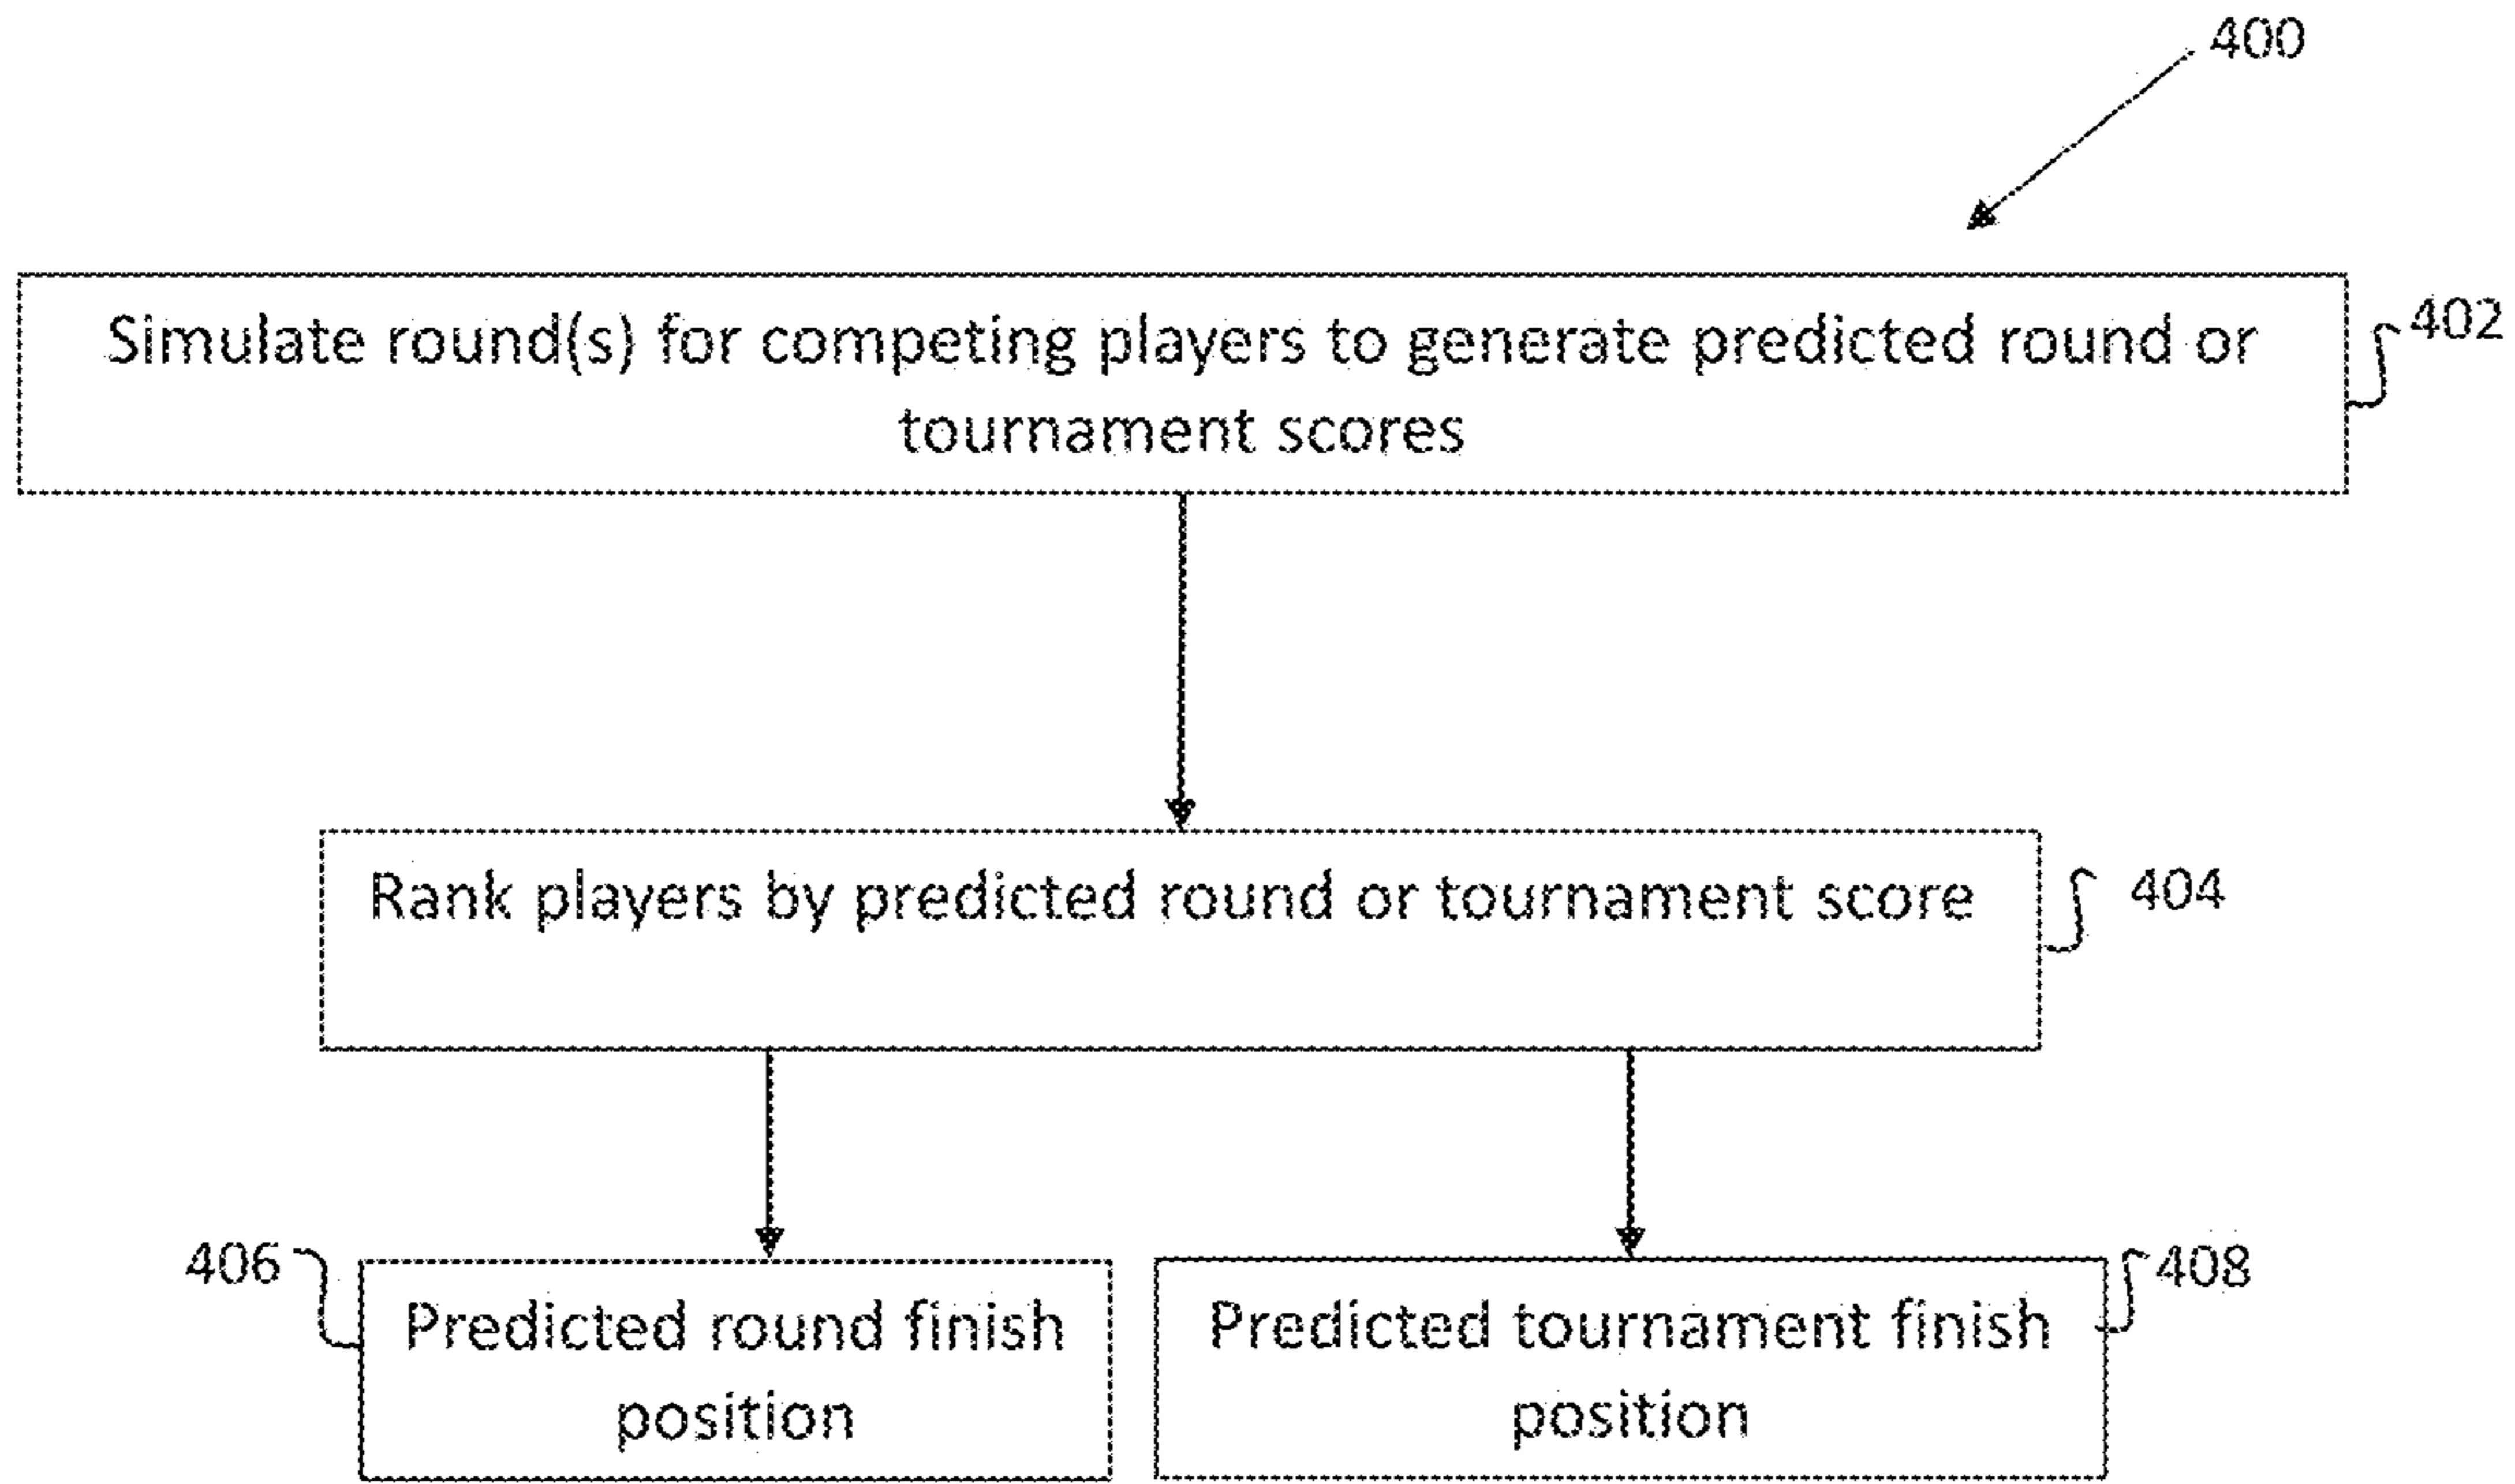 400
Simulate round(s) for competing players to generate predicted round or
tournament scores
402
Rank players by predicted round or tournament score
404
406
Predicted round finish
position
Predicted tournament finish
position
408